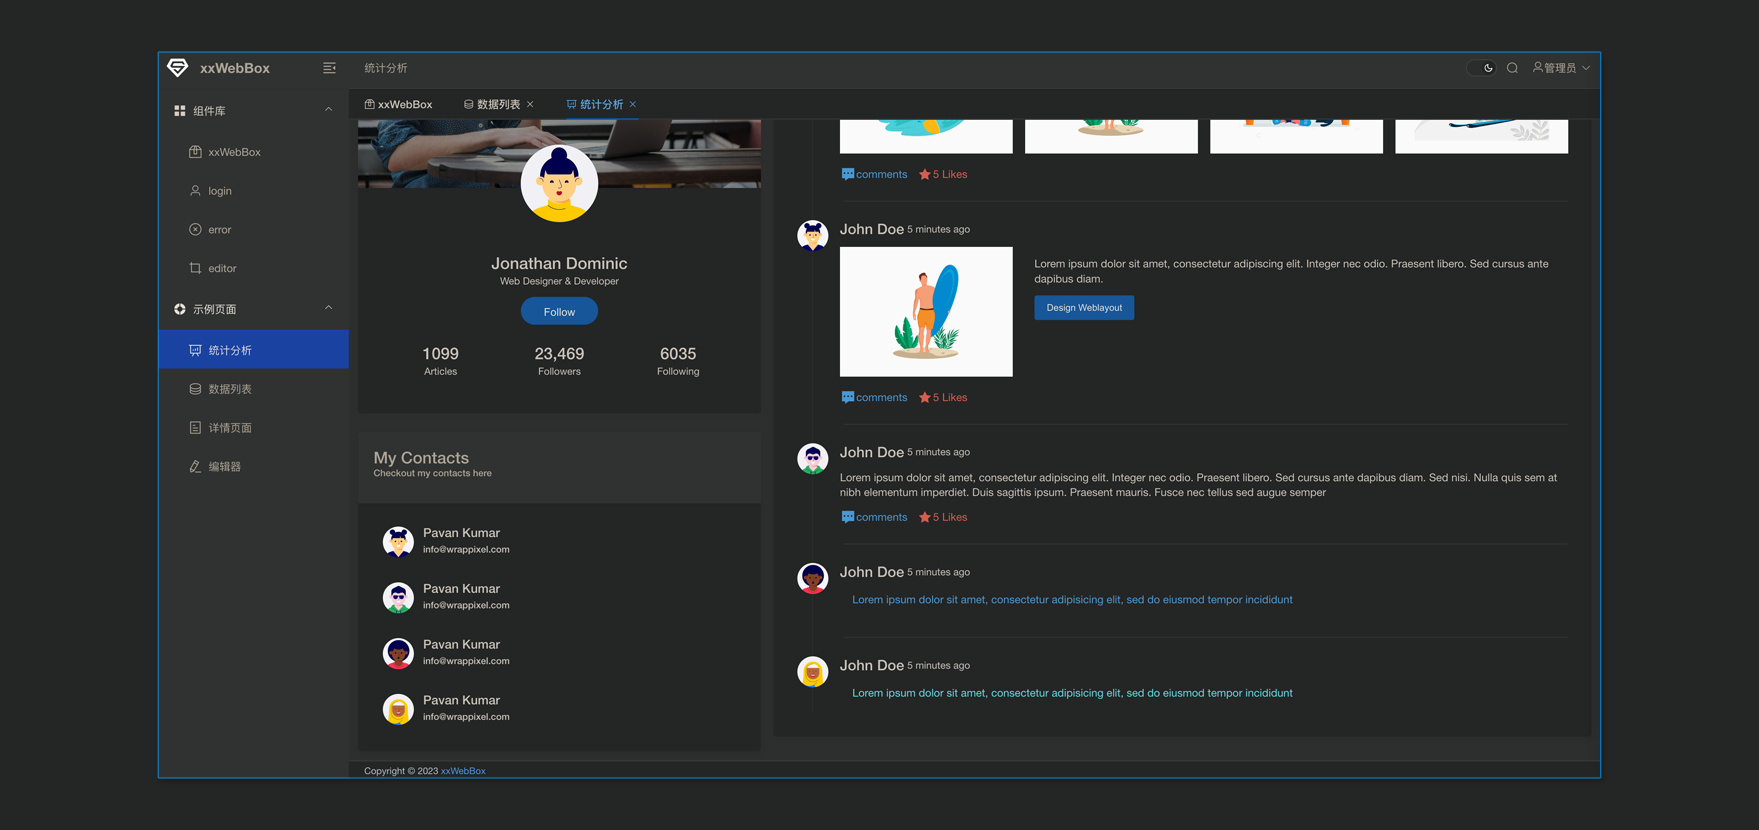 xxWebBox
统计分析
管理员
组件库
xxWebBox
login
error
editor
示例页面
统计分析
数据列表
详情页面
编辑器
xxWebBox
数据列表
统计分析
Jonathan Dominic
Web Designer & Developer
Follow
1099 23,469 6035
Articles Followers Following
My Contacts
Checkout my contacts here
Pavan Kumar
info@wrappixel.com
Pavan Kumar
info@wrappixel.com
Pavan Kumar
info@wrappixel.com
Pavan Kumar
info@wrappixel.com
comments 5 Likes
John Doe 5 minutes ago
Lorem ipsum dolor sit amet, consectetur adipiscing elit. Integer nec odio. Praesent libero. Sed cursus ante
dapibus diam.
Design Weblayout
comments 5 Likes
John Doe 5 minutes ago
Lorem ipsum dolor sit amet, consectetur adipiscing elit. Integer nec odio. Praesent libero. Sed cursus ante dapibus diam. Sed nisi. Nulla quis sem at
nibh elementum imperdiet. Duis sagittis ipsum. Praesent mauris. Fusce nec tellus sed augue semper
comments 5 Likes
John Doe 5 minutes ago
Lorem ipsum dolor sit amet, consectetur adipisicing elit, sed do eiusmod tempor incididunt
John Doe 5 minutes ago
Lorem ipsum dolor sit amet, consectetur adipisicing elit, sed do eiusmod tempor incididunt
Copyright © 2023 xxWebBox